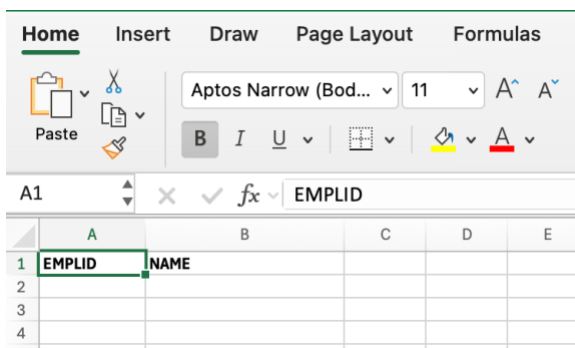 Home Insert Draw Page Layout Formulas
Aptos Narrow (Bod... 11 A^ A˅
Paste
B I U A
A1 fx EMPLID
A B C D E
1 EMPLID NAME
2
3
4